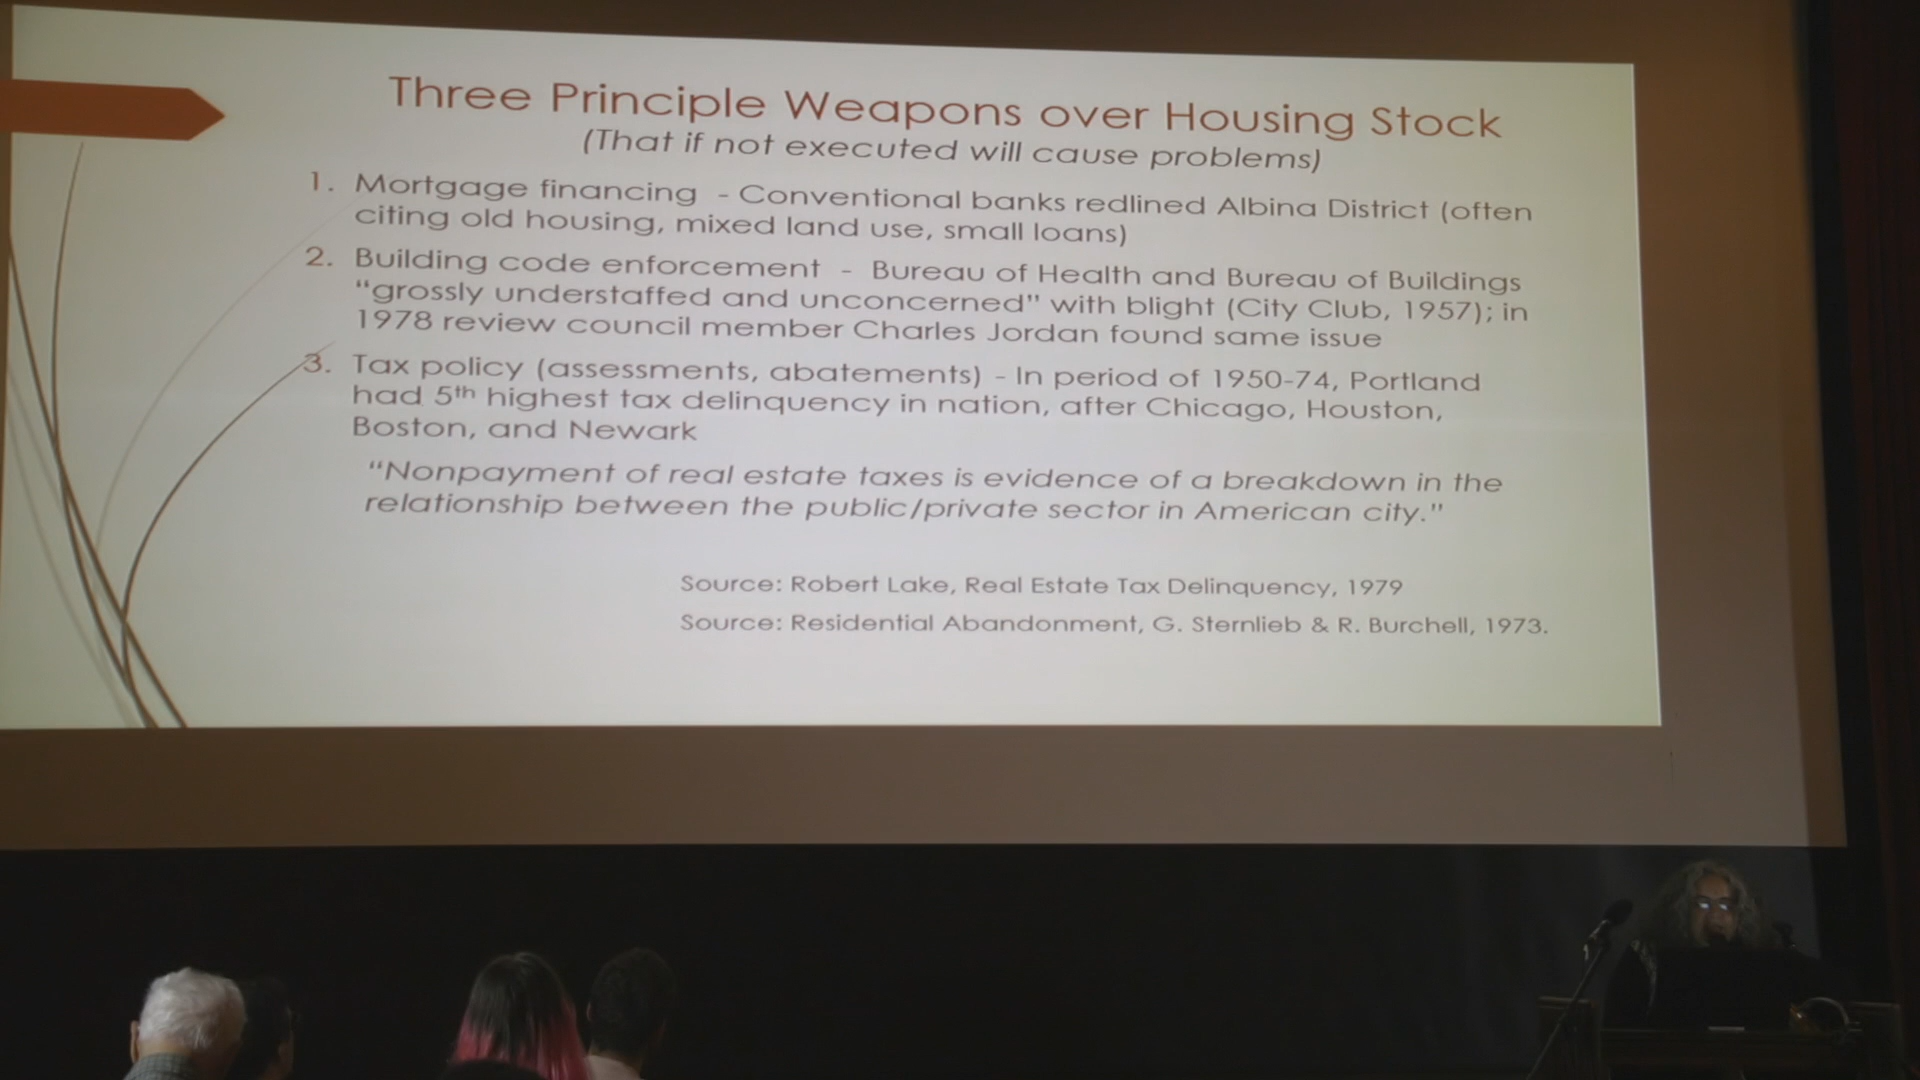 Three Principle Weapons over Housing Stock
(That if not executed will cause problems)
1. Mortgage financing - Conventional banks redlined Albina District (often
citing old housing, mixed land use, small loans)
2. Building code enforcement - Bureau of Health and Bureau of Buildings
"grossly understaffed and unconcerned" with blight (City Club, 1957); in
1978 review council member Charles Jordan found same issue
3. Tax policy (assessments, abatements) - In period of 1950-74, Portland
had 5th highest tax delinquency in nation, after Chicago, Houston,
Boston, and Newark
"Nonpayment of real estate taxes is evidence of a breakdown in the
relationship between the public/private sector in American city."
Source: Robert Lake, Real Estate Tax Delinquency, 1979
Source: Residential Abandonment, G. Sternlieb & R. Burchell, 1973.